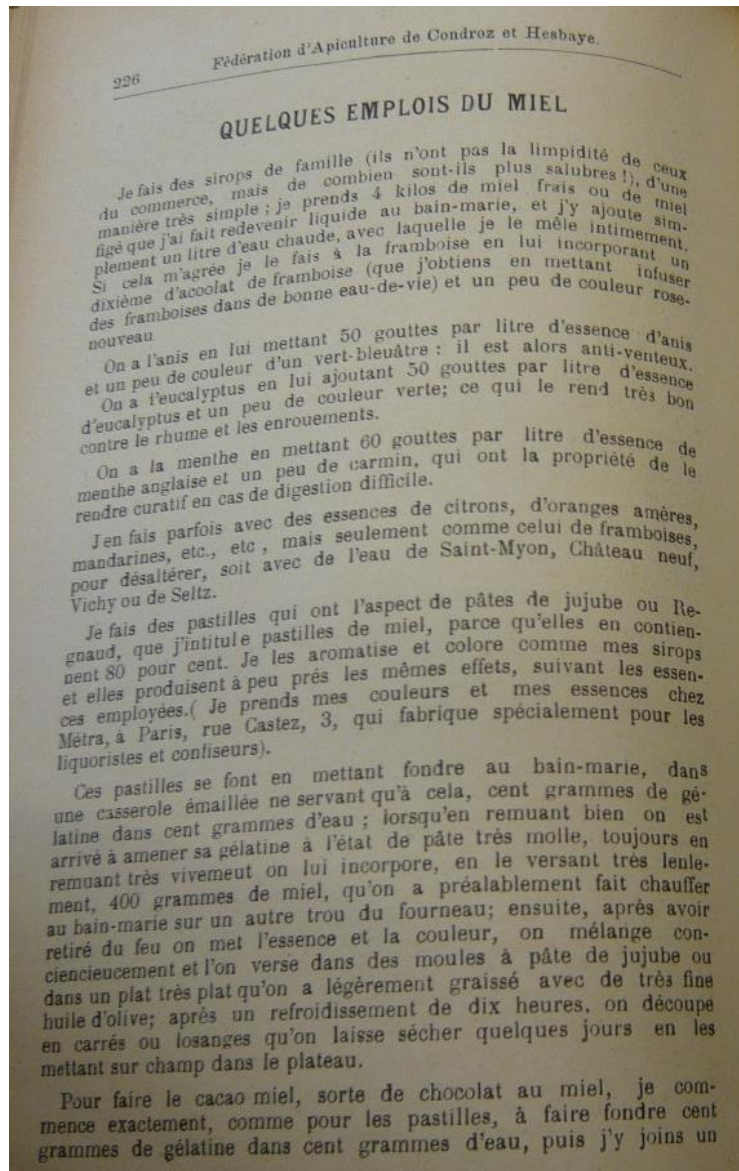 226
Fédération d'Apiculture de Condroz et Hesbaye.
QUELQUES EMPLOIS DU MIEL
Je fais des sirops de famille (ils n'ont pas la limpidité de ceux
du commerce, mais de combien sont-ils plus salubres !), d'une
manière très simple ; je prends 4 kilos de miel frais ou de miel
figé que j'ai fait redevenir liquide au bain-marie, et j'y ajoute sim-
plement un litre d'eau chaude, avec laquelle je le mêle intimement.
Si cela m'agrée je le fais à la framboise en lui incorporant un
dixième d'acoolat de framboise (que j'obtiens en mettant infuser
des framboises dans de bonne eau-de-vie) et un peu de couleur rose-
nouveau
On a l'anis en lui mettant 50 gouttes par litre d'essence d'anis
et un peu de couleur d'un vert-bleuâtre : il est alors anti-venteux.
On a l'eucalyptus en lui ajoutant 50 gouttes par litre d'essence
d'eucalyptus et un peu de couleur verte; ce qui le rend très bon
contre le rhume et les enrouements.
On a la menthe en mettant 60 gouttes par litre d'essence de
menthe anglaise et un peu de carmin, qui ont la propriété de le
rendre curatif en cas de digestion difficile.
J en fais parfois avec des essences de citrons, d'oranges amères,
mandarines, etc., etc , mais seulement comme celui de framboises,
pour désaltérer, soit avec de l'eau de Saint-Myon, Château neuf,
Vichy ou de Seltz.
Je fais des pastilles qui ont l'aspect de pâtes de jujube ou Re-
gnaud, que j'intitule pastilles de miel, parce qu'elles en contien-
nent 80 pour cent. Je les aromatise et colore comme mes sirops
et elles produisent à peu prés les mêmes effets, suivant les essen-
ces employées.( Je prends mes couleurs et mes essences chez
Métra, à Paris, rue Castez, 3, qui fabrique spécialement pour les
liquoristes et confiseurs).
Ces pastilles se font en mettant fondre au bain-marie, dans
une casserole émaillée ne servant qu'à cela, cent grammes de gé-
latine dans cent grammes d'eau ; lorsqu'en remuant bien on est
arrivé à amener sa gélatine à l'état de pâte très molle, toujours en
remuant très vivemeut on lui incorpore, en le versant très lenle-
ment, 400 grammes de miel, qu'on a préalablement fait chauffer
au bain-marie sur un autre trou du fourneau; ensuite, après avoir
retiré du feu on met l'essence et la couleur, on mélange con-
ciencieucement et l'on verse dans des moules à pâte de jujube ou
dans un plat très plat qu'on a légèrement graissé avec de très fine
huile d'olive; après un refroidissement de dix heures, on découpe
en carrés ou losanges qu'on laisse sécher quelques jours en les
mettant sur champ dans le plateau.
Pour faire le cacao miel, sorte de chocolat au miel, je com-
mence exactement, comme pour les pastilles, à faire fondre cent
grammes de gélatine dans cent grammes d'eau, puis j'y joins un